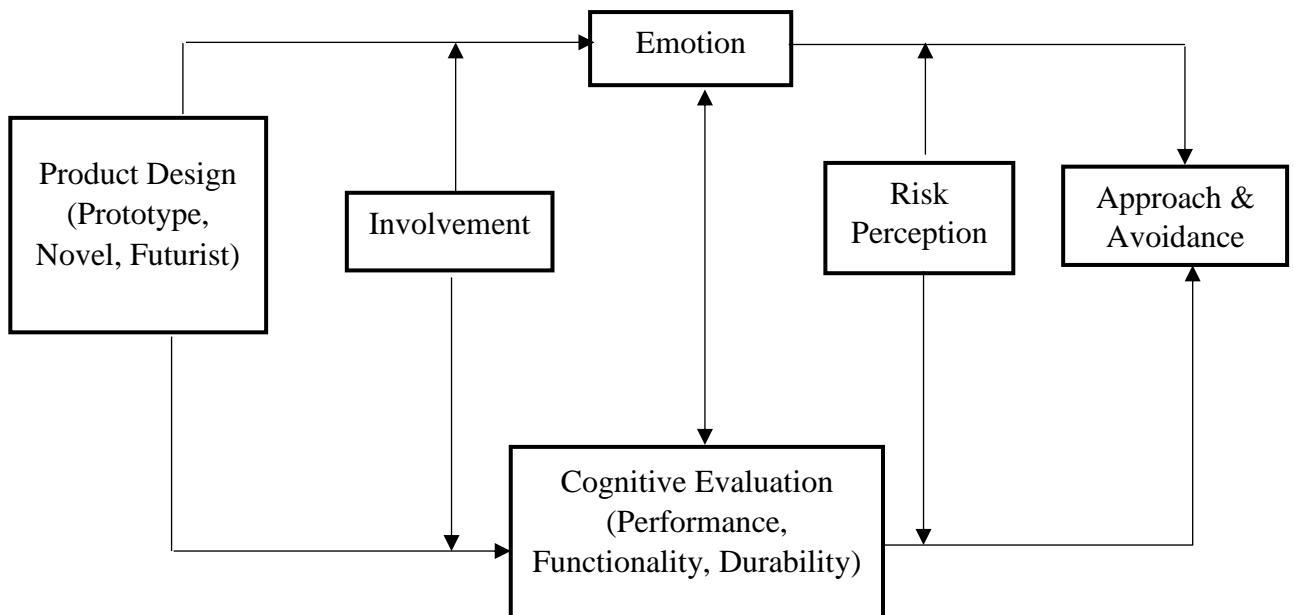 Emotion
Product Design
(Prototype,
Novel, Futurist)
Involvement
Risk
Perception
Approach &
Avoidance
Cognitive Evaluation
(Performance,
Functionality, Durability)